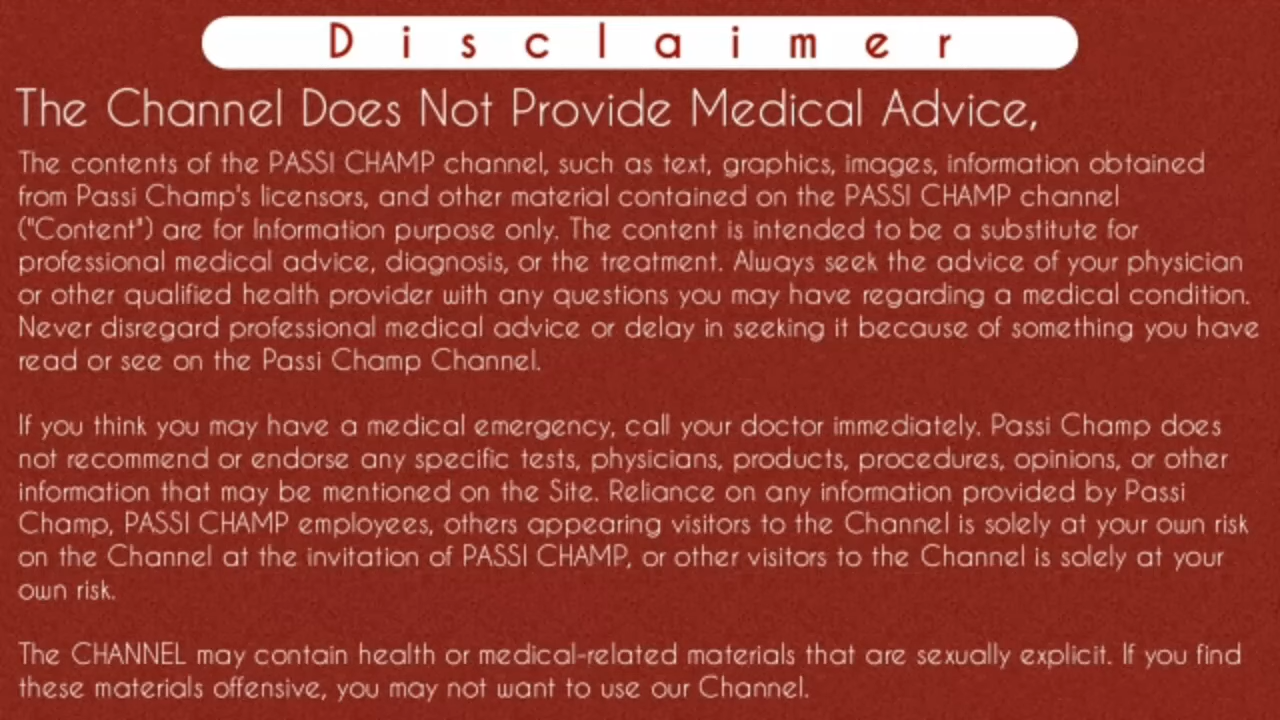 Disclaimer
The Channel Does Not Provide Medical Advice,
The contents of the PASSI CHAMP channel, such as text, graphics, images, information obtained
from Passi Champ's licensors, and other material contained on the PASSI CHAMP channel
("Content") are for Information purpose only. The content is intended to be a substitute for
professional medical advice, diagnosis, or the treatment. Always seek the advice of your physician
or other qualified health provider with any questions you may have regarding a medical condition.
Never disregard professional medical advice or delay in seeking it because of something you have
read or see on the Passi Champ Channel.
If you think you may have a medical emergency, call your doctor immediately. Passi Champ does
not recommend or endorse any specific tests, physicians, products, procedures, opinions, or other
information that may be mentioned on the Site. Reliance on any information provided by Passi
Champ, PASSI CHAMP employees, others appearing visitors to the Channel is solely at your own risk
on the Channel at the invitation of PASSI CHAMP, or other visitors to the Channel is solely at your
own risk.
The CHANNEL may contain health or medical-related materials that are sexually explicit. If you find
these materials offensive, you may not want to use our Channel.